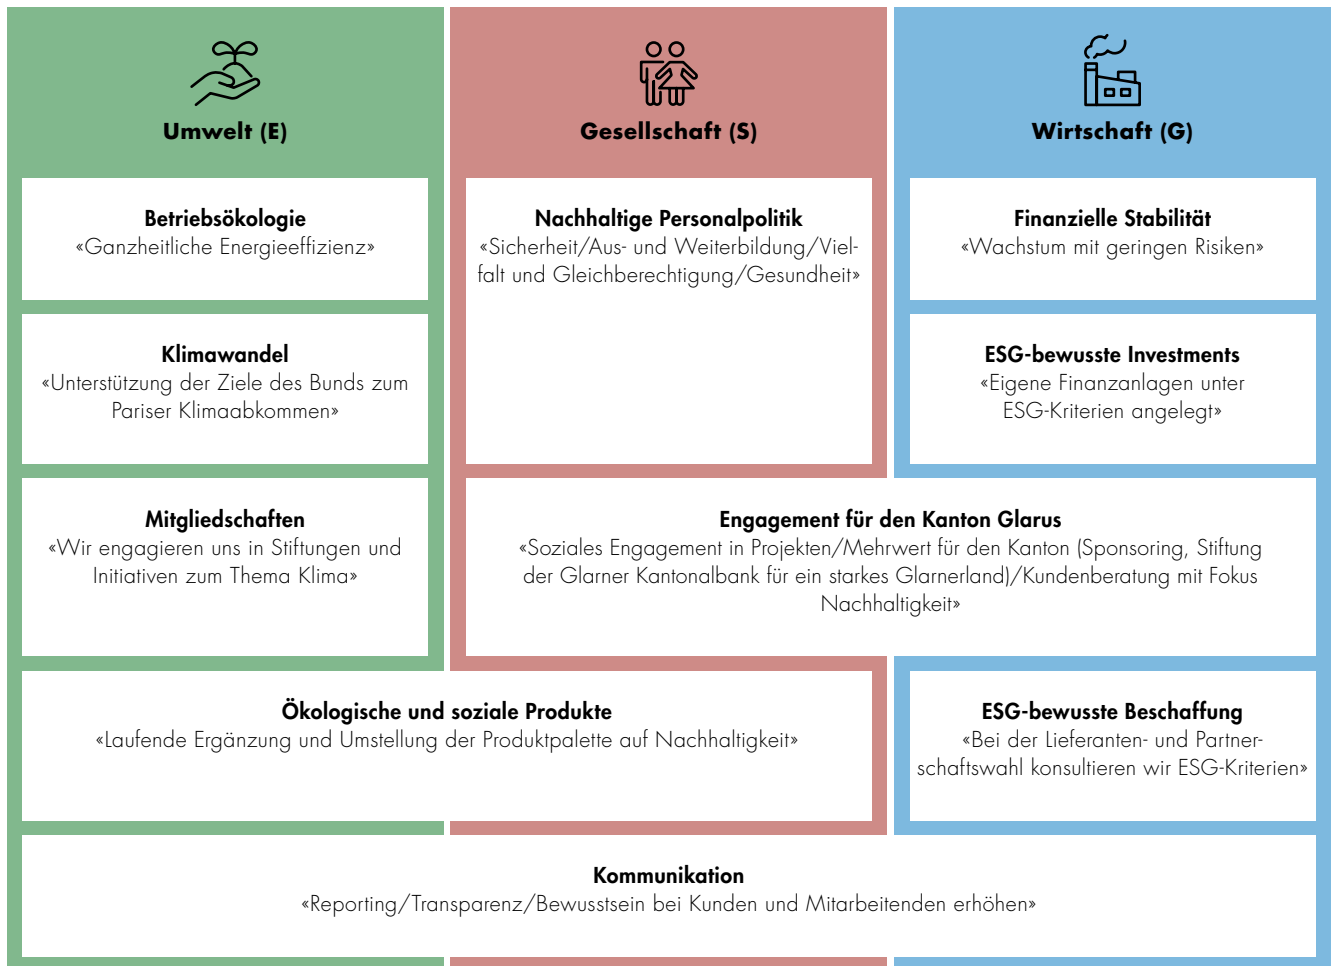 Umwelt (E)
Gesellschaft (S)
Wirtschaft (G)
Betriebsökologie
«Ganzheitliche Energieeffizienz»
Nachhaltige Personalpolitik
«Sicherheit/Aus- und Weiterbildung/Viel-
falt und Gleichberechtigung/Gesundheit»
Finanzielle Stabilität
«Wachstum mit geringen Risiken»
Klimawandel
«Unterstützung der Ziele des Bunds zum
Pariser Klimaabkommen»
ESG-bewusste Investments
«Eigene Finanzanlagen unter
ESG-Kriterien angelegt»
Mitgliedschaften
«Wir engagieren uns in Stiftungen und
Initiativen zum Thema Klima»
Engagement für den Kanton Glarus
«Soziales Engagement in Projekten/Mehrwert für den Kanton (Sponsoring, Stiftung
der Glarner Kantonalbank für ein starkes Glarnerland)/Kundenberatung mit Fokus
Nachhaltigkeit»
Ökologische und soziale Produkte
«Laufende Ergänzung und Umstellung der Produktpalette auf Nachhaltigkeit»
ESG-bewusste Beschaffung
«Bei der Lieferanten- und Partner-
schaftswahl konsultieren wir ESG-Kriterien»
Kommunikation
«Reporting/Transparenz/Bewusstsein bei Kunden und Mitarbeitenden erhöhen»